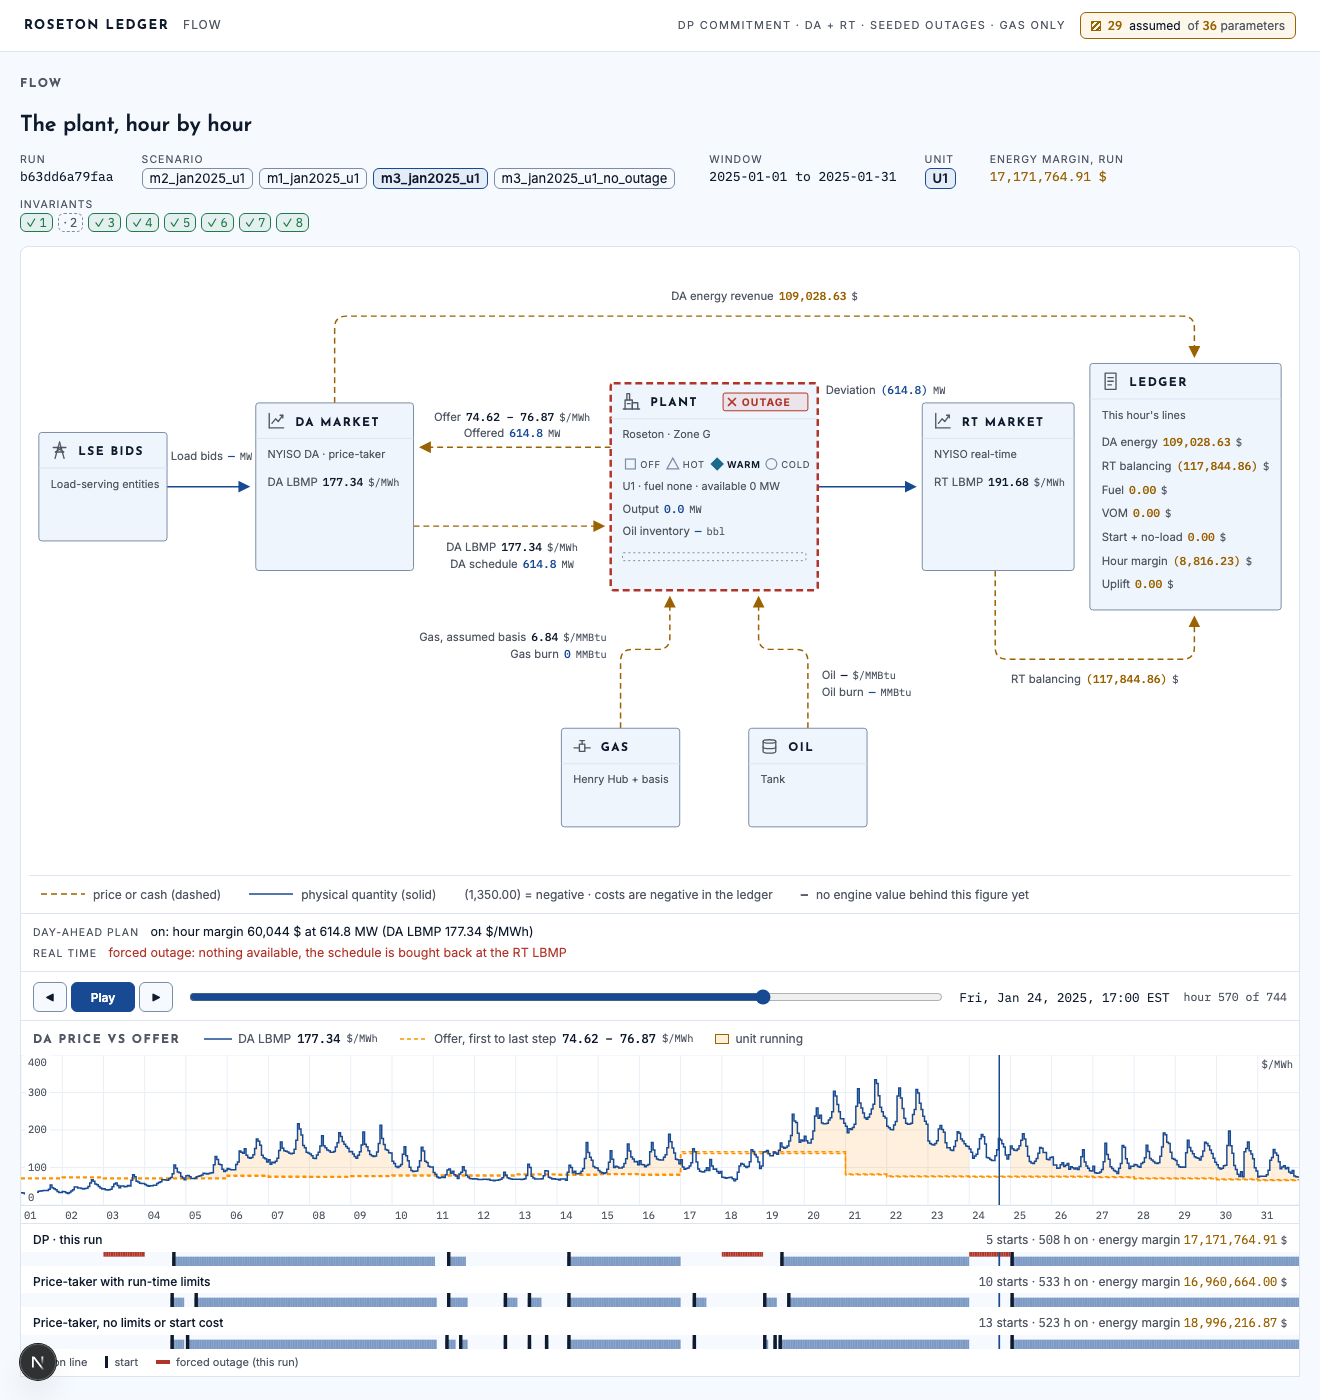 ROSETON LEDGER FLOW
DP COMMITMENT · DA + RT · SEEDED OUTAGES · GAS ONLY
29 assumed of 36 parameters
FLOW
The plant, hour by hour
RUN
b63dd6a79faa
SCENARIO
m2_jan2025_u1 m1_jan2025_u1 m3_jan2025_u1 m3_jan2025_u1_no_outage
WINDOW
2025-01-01 to 2025-01-31
UNIT
U1
ENERGY MARGIN, RUN
17,171,764.91 $
INVARIANTS
✓ 1 · 2 ✓ 3 ✓ 4 ✓ 5 ✓ 6 ✓ 7 ✓ 8
DA energy revenue 109,028.63 $
LSE BIDS
Load-serving entities
Load bids – MW
DA MARKET
NYISO DA · price-taker
DA LBMP 177.34 $/MWh
Offer 74.62 – 76.87 $/MWh
Offered 614.8 MW
DA LBMP 177.34 $/MWh
DA schedule 614.8 MW
PLANT
✕ OUTAGE
Roseton · Zone G
OFF HOT WARM COLD
U1 · fuel none · available 0 MW
Output 0.0 MW
Oil inventory – bbl
Deviation (614.8) MW
RT MARKET
NYISO real-time
RT LBMP 191.68 $/MWh
LEDGER
This hour's lines
DA energy 109,028.63 $
RT balancing (117,844.86) $
Fuel 0.00 $
VOM 0.00 $
Start + no-load 0.00 $
Hour margin (8,816.23) $
Uplift 0.00 $
Gas, assumed basis 6.84 $/MMBtu
Gas burn 0 MMBtu
Oil – $/MMBtu
Oil burn – MMBtu
RT balancing (117,844.86) $
GAS
Henry Hub + basis
OIL
Tank
price or cash (dashed) physical quantity (solid) (1,350.00) = negative · costs are negative in the ledger – no engine value behind this figure yet
DAY-AHEAD PLAN on: hour margin 60,044 $ at 614.8 MW (DA LBMP 177.34 $/MWh)
REAL TIME forced outage: nothing available, the schedule is bought back at the RT LBMP
◄ Play ► Fri, Jan 24, 2025, 17:00 EST hour 570 of 744
DA PRICE VS OFFER DA LBMP 177.34 $/MWh Offer, first to last step 74.62 – 76.87 $/MWh unit running
400
$/MWh
300
200
100
0
01 02 03 04 05 06 07 08 09 10 11 12 13 14 15 16 17 18 19 20 21 22 23 24 25 26 27 28 29 30 31
DP · this run 5 starts · 508 h on · energy margin 17,171,764.91 $
Price-taker with run-time limits 10 starts · 533 h on · energy margin 16,960,664.00 $
Price-taker, no limits or start cost 13 starts · 523 h on · energy margin 18,996,216.87 $
N on line start forced outage (this run)